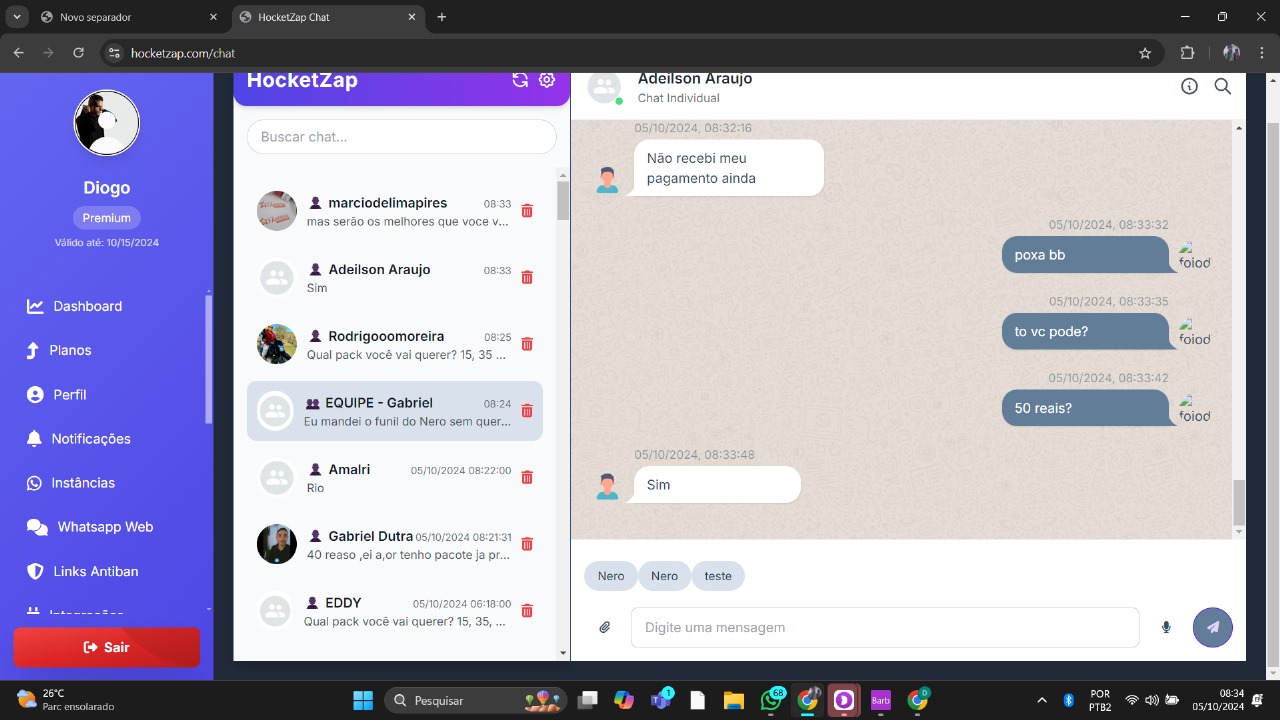 Novo separador
HocketZap Chat
hocketzap.com/chat
Diogo
Premium
Válido até: 10/15/2024
Dashboard
Planos
Perfil
Notificações
Instâncias
Whatsapp Web
Links Antiban
Integrações
Sair
HocketZap
Buscar chat...
marciodelimapires 08:33
mas serão os melhores que voce v...
Adeilson Araujo 08:33
Sim
Rodrigooomoreira 08:25
Qual pack você vai querer? 15, 35 ...
EQUIPE - Gabriel 08:24
Eu mandei o funil do Nero sem quer...
Amalri 05/10/2024 08:22:00
Rio
Gabriel Dutra 05/10/2024 08:21:31
40 reaso ,ei a,or tenho pacote ja pr...
EDDY 05/10/2024 06:18:00
Qual pack você vai querer? 15, 35, ...
Adeilson Araujo
Chat Individual
05/10/2024, 08:32:16
Não recebi meu
pagamento ainda
05/10/2024, 08:33:32
poxa bb
foiod
05/10/2024, 08:33:35
to vc pode?
foiod
05/10/2024, 08:33:42
50 reais?
foiod
05/10/2024, 08:33:48
Sim
Nero Nero teste
Digite uma mensagem
26°C
Parc ensolarado
Pesquisar
1
68
D
Barb
D
POR
PTB2
08:34
05/10/2024